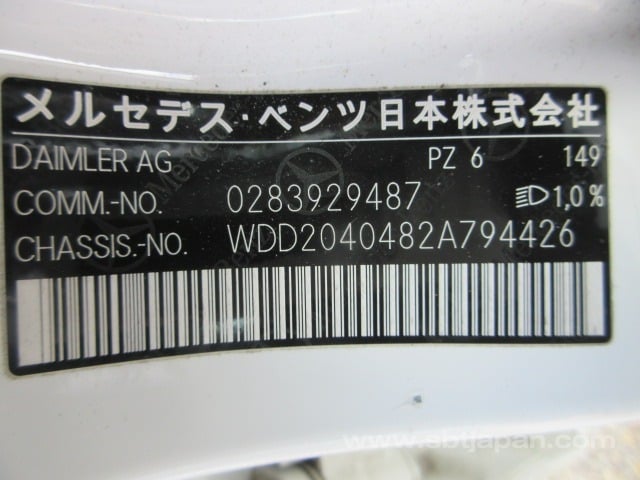 メルセデス・ベンツ日本株式会社
DAIMLER AG PZ 6 149
COMM.-NO. 0283929487 1,0%
CHASSIS.-NO. WDD2040482A794426
www.sbtjapan.com